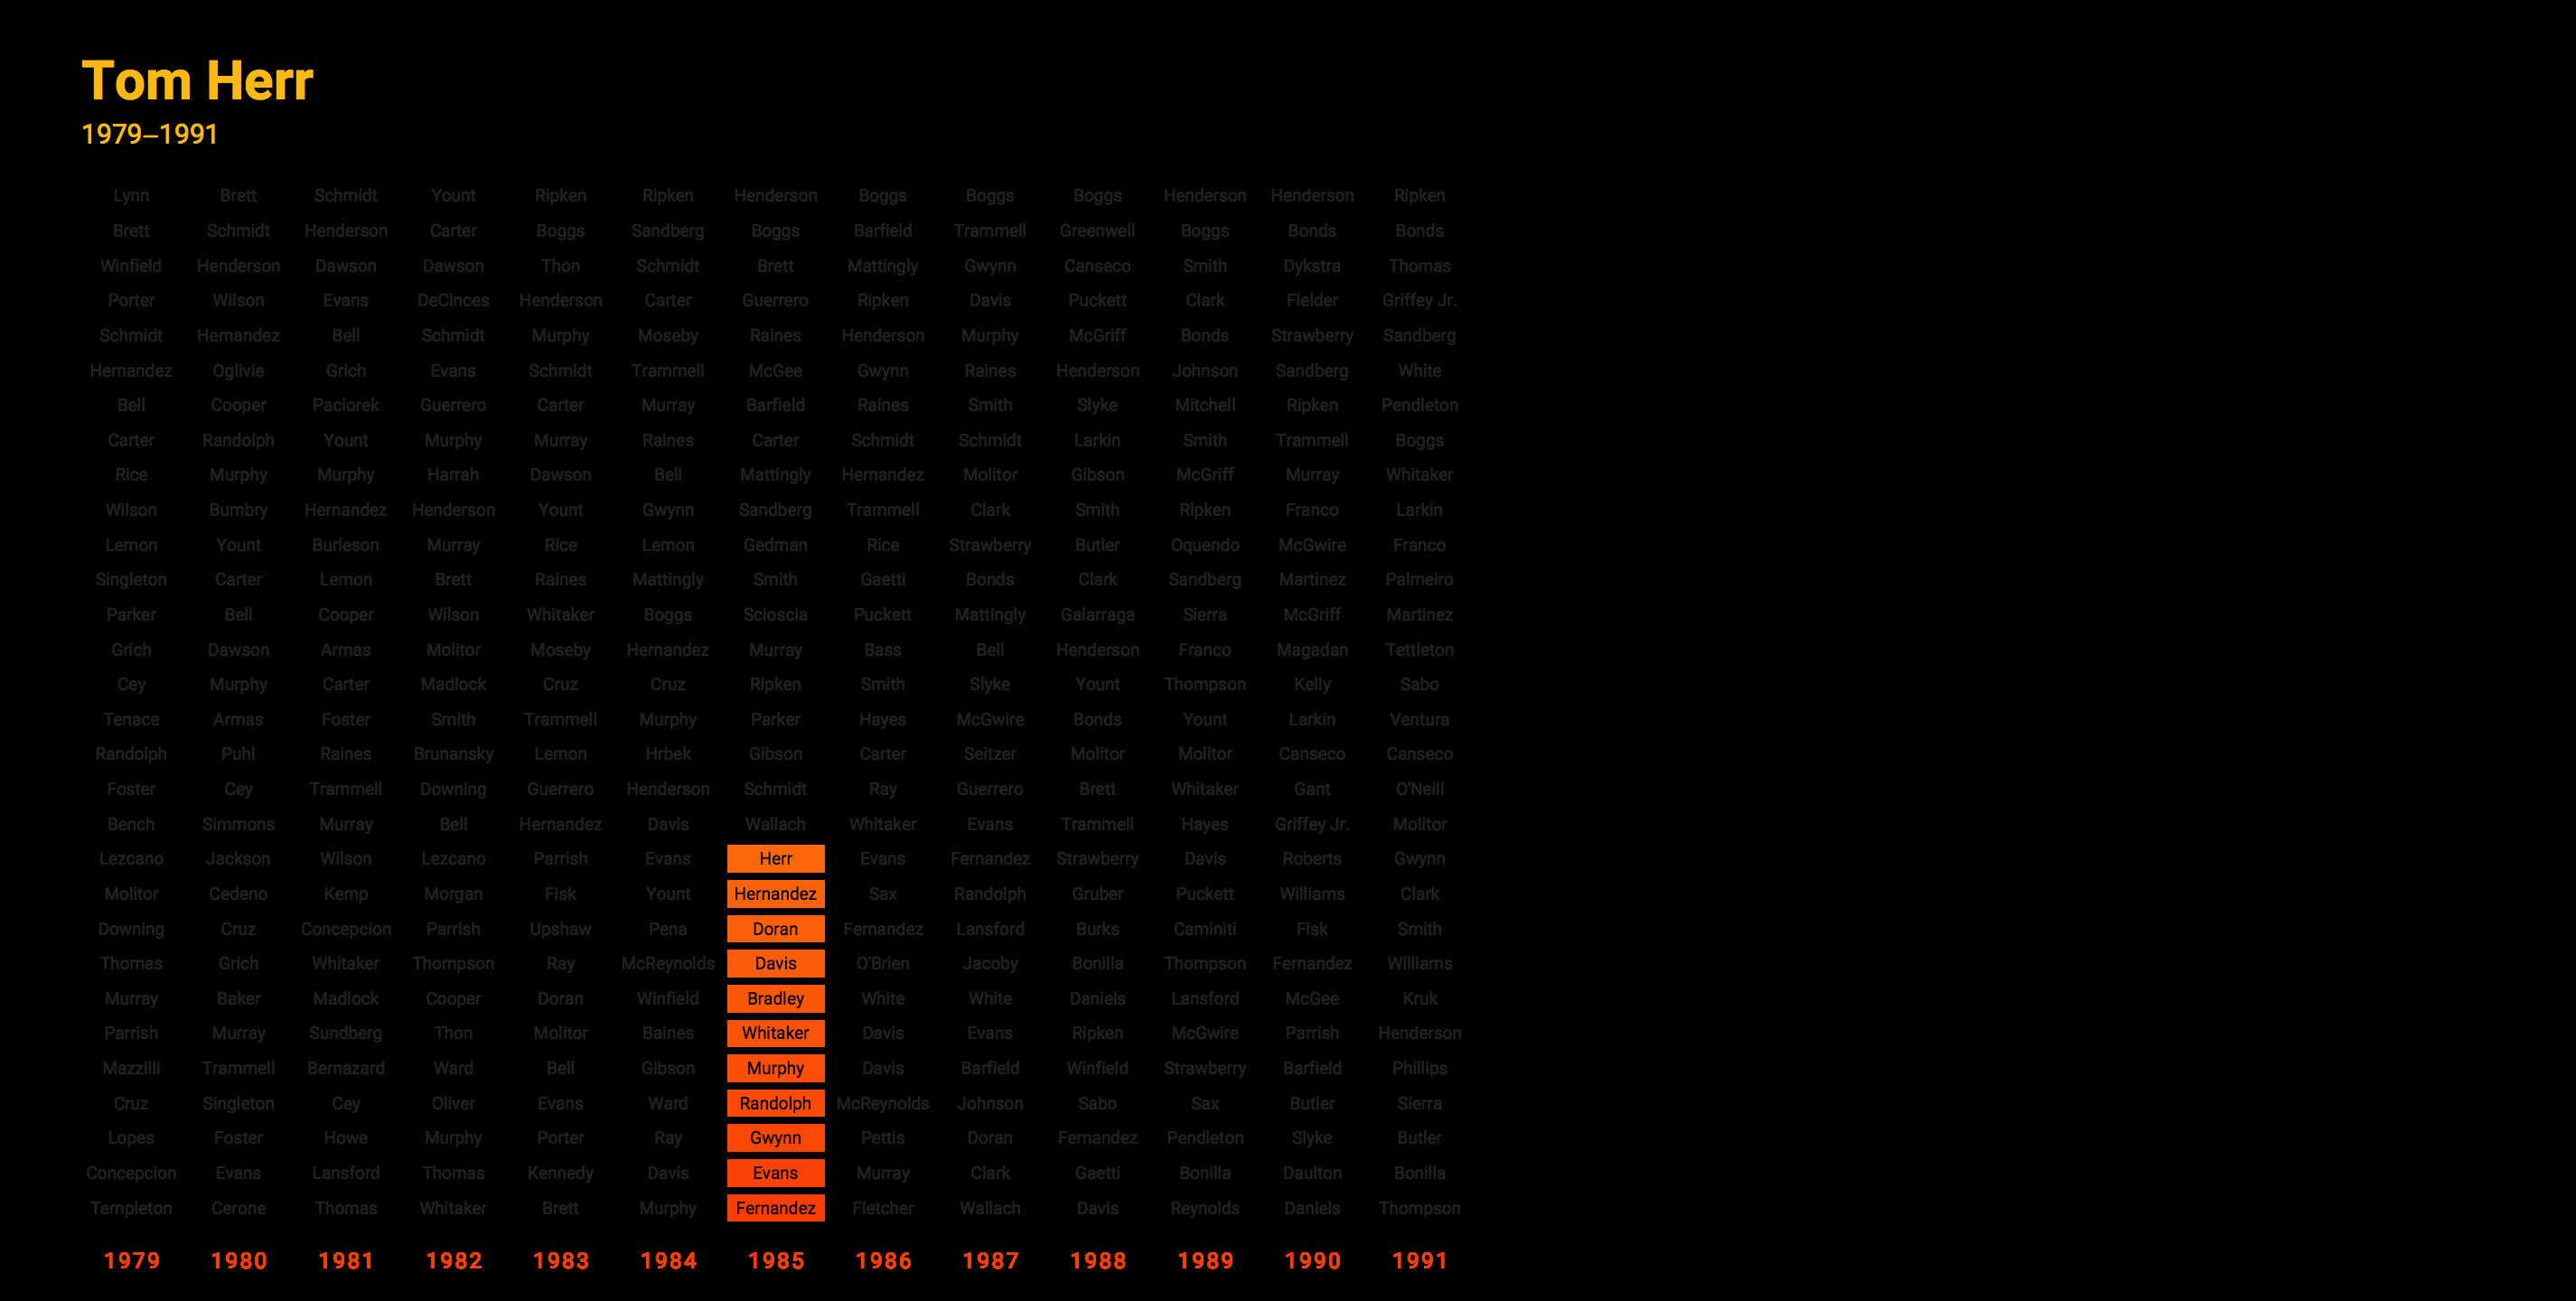 Tom Herr
1979–1991
Lynn Brett Schmidt Yount Ripken Ripken Henderson Boggs Boggs Boggs Henderson Henderson Ripken
Brett Schmidt Henderson Carter Boggs Sandberg Boggs Barfield Trammell Greenwell Boggs Bonds Bonds
Winfield Henderson Dawson Dawson Thon Schmidt Brett Mattingly Gwynn Canseco Smith Dykstra Thomas
Porter Wilson Evans DeCinces Henderson Carter Guerrero Ripken Davis Puckett Clark Fielder Griffey Jr.
Schmidt Hernandez Bell Schmidt Murphy Moseby Raines Henderson Murphy McGriff Bonds Strawberry Sandberg
Hernandez Oglivie Grich Evans Schmidt Trammell McGee Gwynn Raines Henderson Johnson Sandberg White
Bell Cooper Paciorek Guerrero Carter Murray Barfield Raines Smith Slyke Mitchell Ripken Pendleton
Carter Randolph Yount Murphy Murray Raines Carter Schmidt Schmidt Larkin Smith Trammell Boggs
Rice Murphy Murphy Harrah Dawson Bell Mattingly Hernandez Molitor Gibson McGriff Murray Whitaker
Wilson Bumbry Hernandez Henderson Yount Gwynn Sandberg Trammell Clark Smith Ripken Franco Larkin
Lemon Yount Burleson Murray Rice Lemon Gedman Rice Strawberry Butler Oquendo McGwire Franco
Singleton Carter Lemon Brett Raines Mattingly Smith Gaetti Bonds Clark Sandberg Martinez Palmeiro
Parker Bell Cooper Wilson Whitaker Boggs Scioscia Puckett Mattingly Galarraga Sierra McGriff Martinez
Grich Dawson Armas Molitor Moseby Hernandez Murray Bass Bell Henderson Franco Magadan Tettleton
Cey Murphy Carter Madlock Cruz Cruz Ripken Smith Slyke Yount Thompson Kelly Sabo
Tenace Armas Foster Smith Trammell Murphy Parker Hayes McGwire Bonds Yount Larkin Ventura
Randolph Puhl Raines Brunansky Lemon Hrbek Gibson Carter Seitzer Molitor Molitor Canseco Canseco
Foster Cey Trammell Downing Guerrero Henderson Schmidt Ray Guerrero Brett Whitaker Gant O'Neill
Bench Simmons Murray Bell Hernandez Davis Wallach Whitaker Evans Trammell Hayes Griffey Jr. Molitor
Lezcano Jackson Wilson Lezcano Parrish Evans Herr Evans Fernandez Strawberry Davis Roberts Gwynn
Molitor Cedeno Kemp Morgan Fisk Yount Hernandez Sax Randolph Gruber Puckett Williams Clark
Downing Cruz Concepcion Parrish Upshaw Pena Doran Fernandez Lansford Burks Caminiti Fisk Smith
Thomas Grich Whitaker Thompson Ray McReynolds Davis O'Brien Jacoby Bonilla Thompson Fernandez Williams
Murray Baker Madlock Cooper Doran Winfield Bradley White White Daniels Lansford McGee Kruk
Parrish Murray Sundberg Thon Molitor Baines Whitaker Davis Evans Ripken McGwire Parrish Henderson
Mazzilli Trammell Bernazard Ward Bell Gibson Murphy Davis Barfield Winfield Strawberry Barfield Phillips
Cruz Singleton Cey Oliver Evans Ward Randolph McReynolds Johnson Sabo Sax Butler Sierra
Lopes Foster Howe Murphy Porter Ray Gwynn Pettis Doran Fernandez Pendleton Slyke Butler
Concepcion Evans Lansford Thomas Kennedy Davis Evans Murray Clark Gaetti Bonilla Daulton Bonilla
Templeton Cerone Thomas Whitaker Brett Murphy Fernandez Fletcher Wallach Davis Reynolds Daniels Thompson
1979 1980 1981 1982 1983 1984 1985 1986 1987 1988 1989 1990 1991